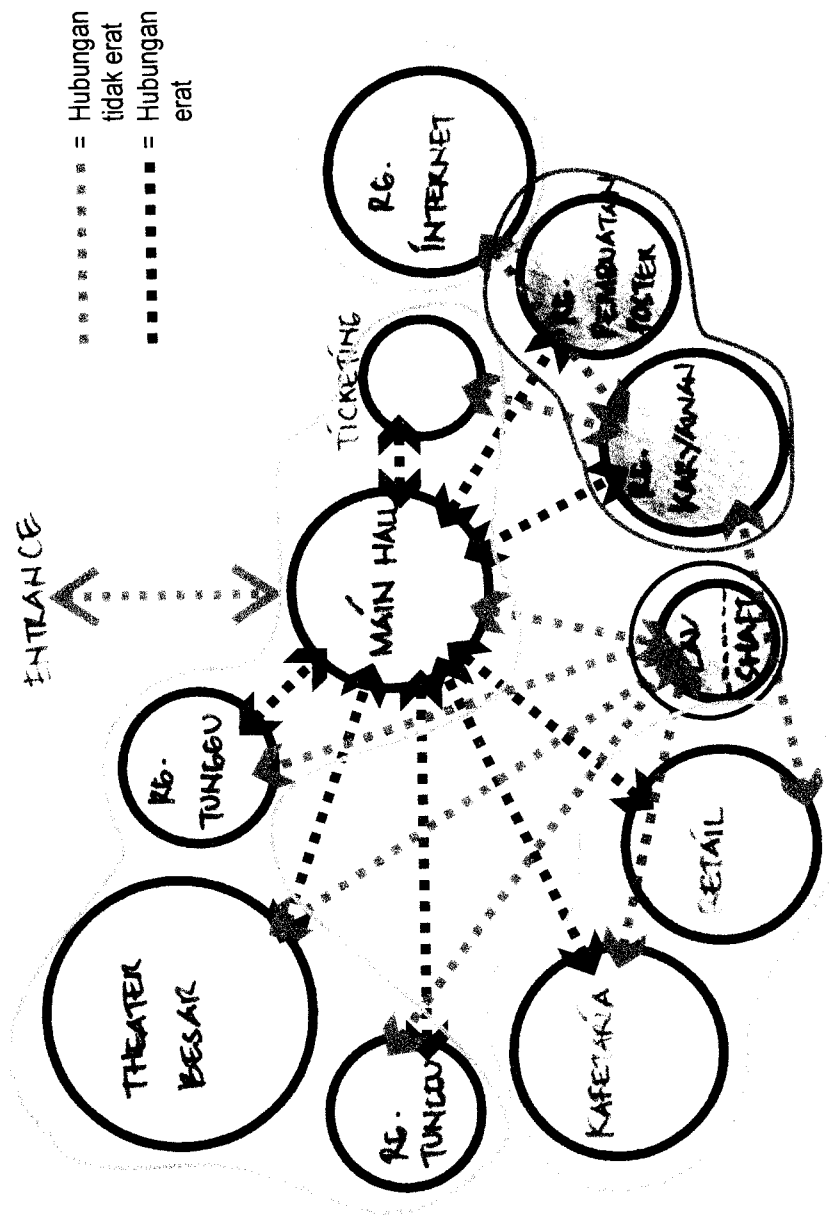 ENTRANCE
= Hubungan
tidak erat
= Hubungan
erat
THEATER
BESAR
RG.
TUNGGU
MAIN HALL
TICKETING
RG.
INTERNET
RG.
TUNGGU
KAFETARIA
RETAIL
LAV
SHAFT
RG.
KARYAWAN
RG.
PEMBUATAN
POSTER